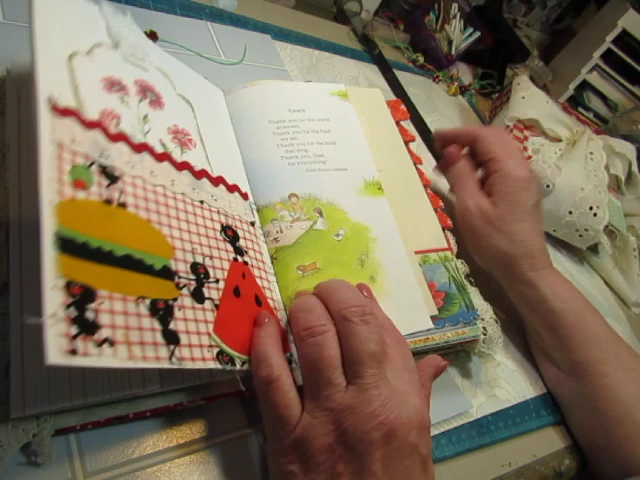 Grace
Thank you for the world
so sweet,
Thank you for the food
we eat,
Thank you for the birds
that sing,
Thank you, God,
for everything!